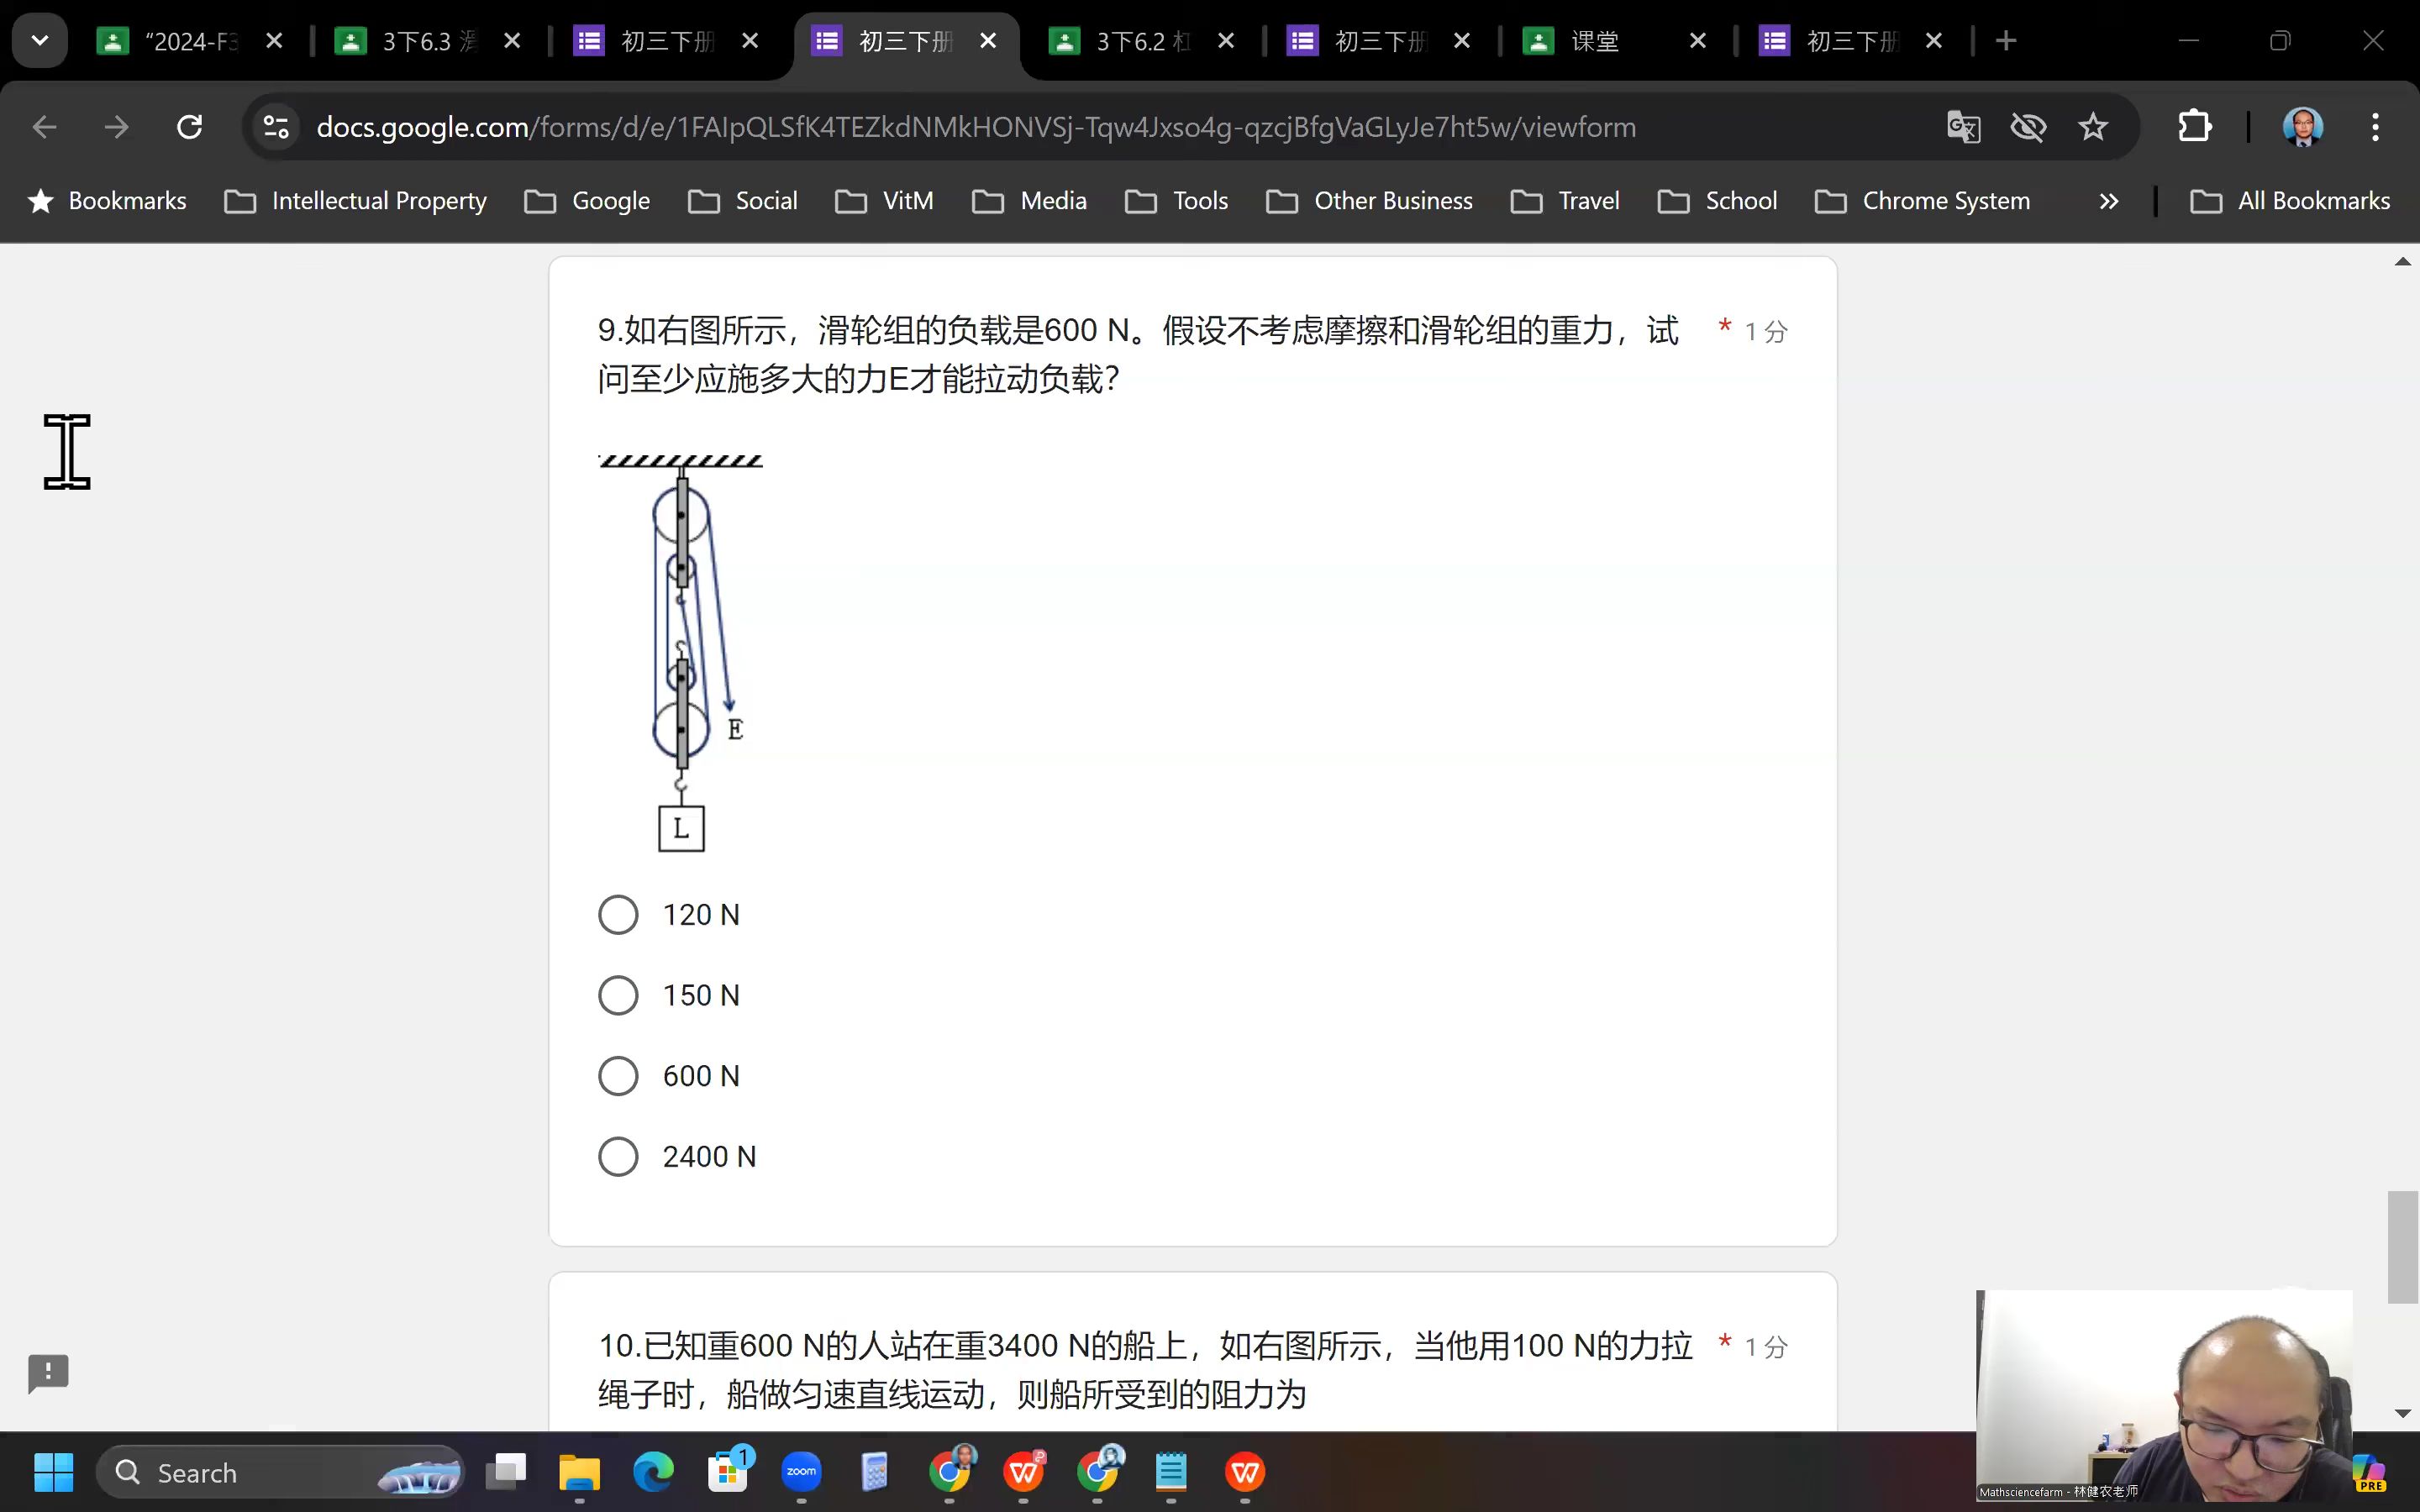 “2024-F3
3下6.3 滑
初三下册
初三下册
3下6.2 杠
初三下册
课堂
初三下册
docs.google.com/forms/d/e/1FAIpQLSfK4TEZkdNMkHONVSj-Tqw4Jxso4g-qzcjBfgVaGLyJe7ht5w/viewform
Bookmarks
Intellectual Property
Google
Social
VitM
Media
Tools
Other Business
Travel
School
Chrome System
All Bookmarks
9.如右图所示，滑轮组的负载是600 N。假设不考虑摩擦和滑轮组的重力，试 * 1 分
问至少应施多大的力E才能拉动负载？
E
L
120 N
150 N
600 N
2400 N
10.已知重600 N的人站在重3400 N的船上，如右图所示，当他用100 N的力拉 * 1 分
绳子时，船做匀速直线运动，则船所受到的阻力为
Mathsciencefarm - 林健农老师
Search
1
zoom
PRE